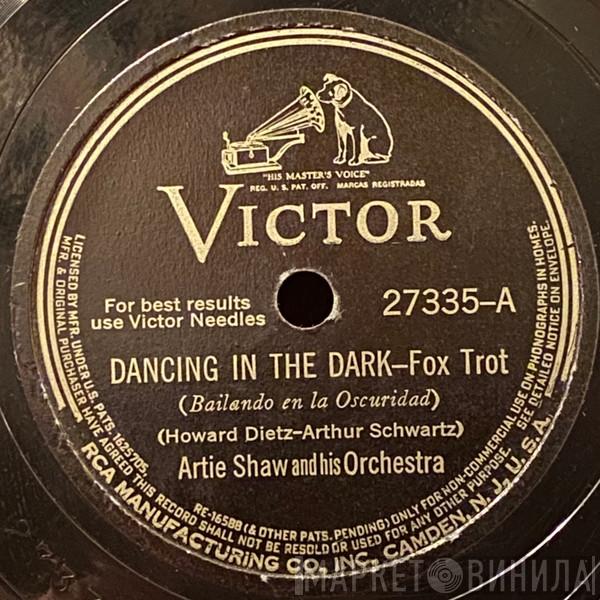 "HIS MASTER'S VOICE"
REG. U.S. PAT. OFF. MARCAS REGISTRADAS
VICTOR
For best results
use Victor Needles
27335-A
DANCING IN THE DARK-Fox Trot
(Bailando en la Oscuridad)
(Howard Dietz-Arthur Schwartz)
Artie Shaw and his Orchestra
LICENSED BY MFR. UNDER U.S. PATS. 1625705,
RE-16588 (& OTHER PATS. PENDING) ONLY FOR NON-COMMERCIAL USE ON PHONOGRAPHS IN HOMES.
MFR. & ORIGINAL PURCHASER HAVE AGREED THIS RECORD SHALL NOT BE RESOLD OR USED FOR ANY OTHER PURPOSE. SEE DETAILED NOTICE ON ENVELOPE.
RCA MANUFACTURING CO., INC. CAMDEN, N. J., U. S. A.
МАРКЕТ ВИНИЛА